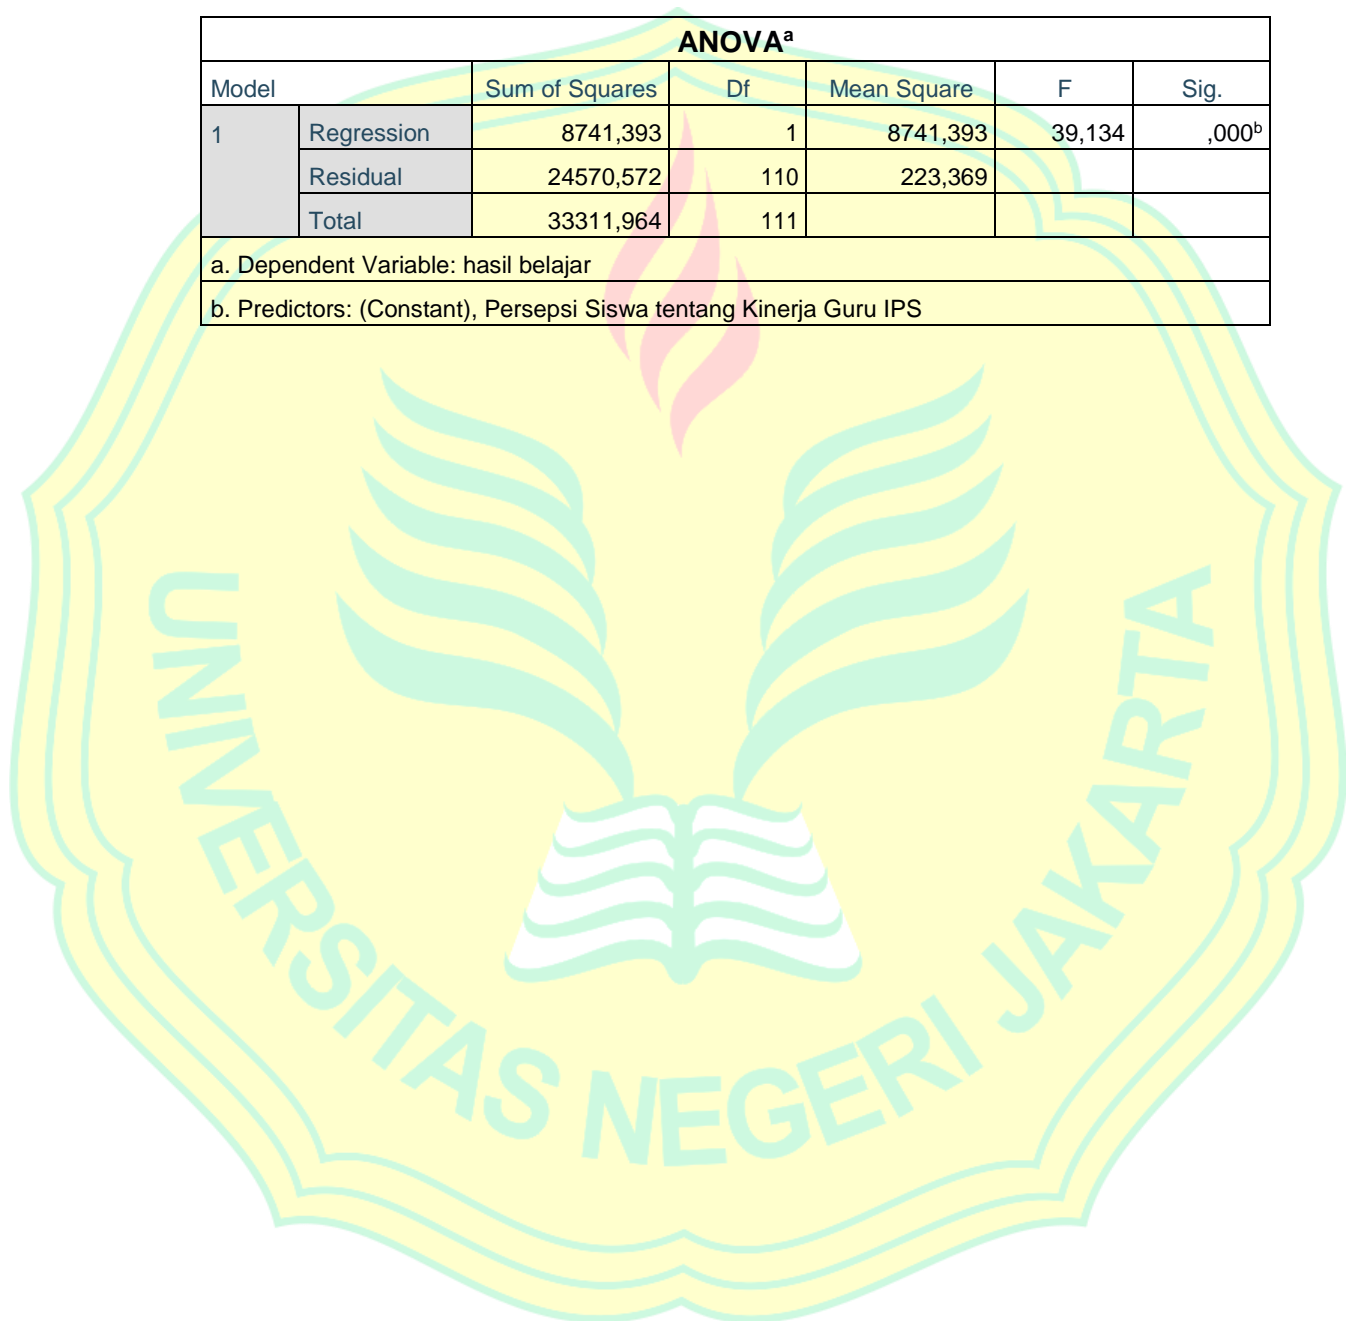 ANOVAᵃ
Model Sum of Squares Df Mean Square F Sig.
1 Regression 8741,393 1 8741,393 39,134 ,000ᵇ
Residual 24570,572 110 223,369
Total 33311,964 111
a. Dependent Variable: hasil belajar
b. Predictors: (Constant), Persepsi Siswa tentang Kinerja Guru IPS
UNIVERSITAS NEGERI JAKARTA